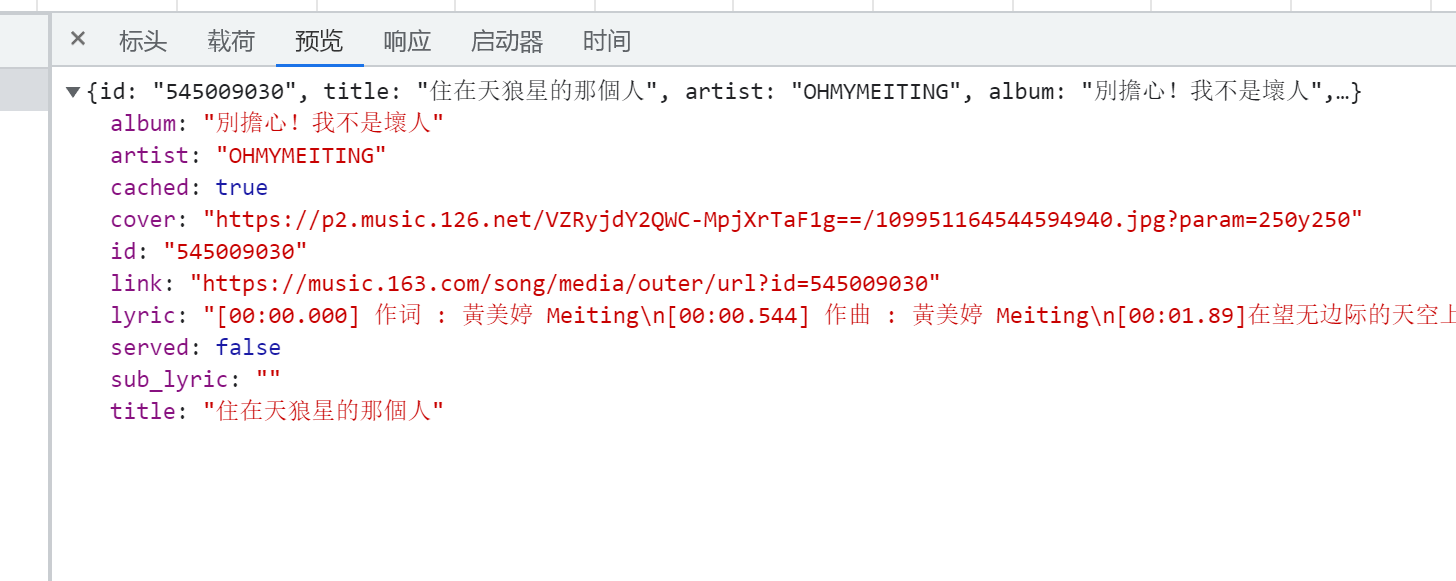 × 标头 载荷 预览 响应 启动器 时间
▼{id: "545009030", title: "住在天狼星的那個人", artist: "OHMYMEITING", album: "別擔心！我不是壞人",…}
album: "別擔心！我不是壞人"
artist: "OHMYMEITING"
cached: true
cover: "https://p2.music.126.net/VZRyjdY2QWC-MpjXrTaF1g==/109951164544594940.jpg?param=250y250"
id: "545009030"
link: "https://music.163.com/song/media/outer/url?id=545009030"
lyric: "[00:00.000] 作词 : 黃美婷 Meiting\n[00:00.544] 作曲 : 黃美婷 Meiting\n[00:01.89]在望无边际的天空上
served: false
sub_lyric: ""
title: "住在天狼星的那個人"